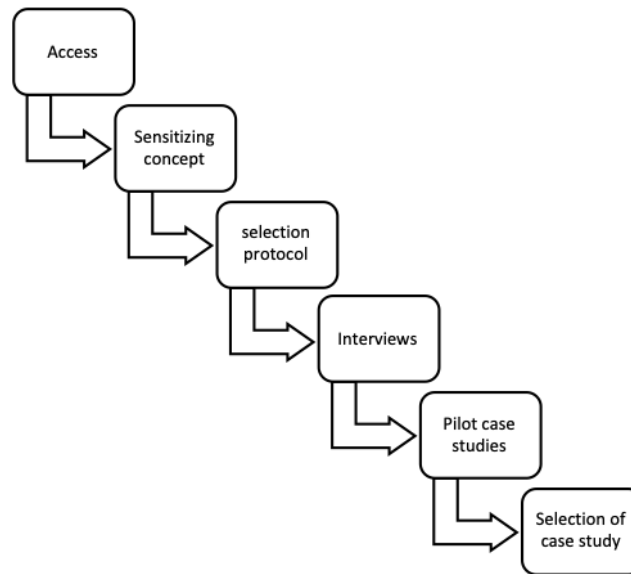 Access
Sensitizing
concept
selection
protocol
Interviews
Pilot case
studies
Selection of
case study